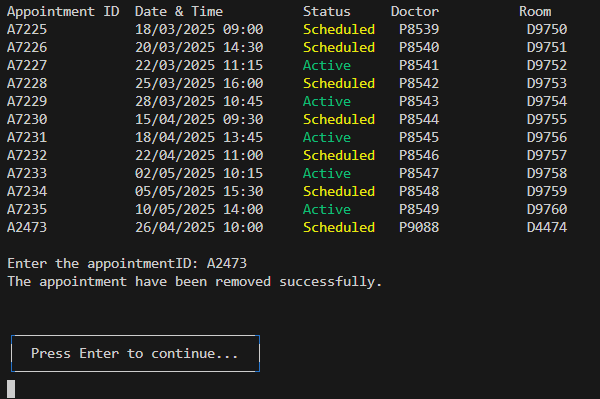 Appointment ID  Date & Time          Status     Doctor          Room
A7225           18/03/2025 09:00     Scheduled   P8539           D9750
A7226           20/03/2025 14:30     Scheduled   P8540           D9751
A7227           22/03/2025 11:15     Active      P8541           D9752
A7228           25/03/2025 16:00     Scheduled   P8542           D9753
A7229           28/03/2025 10:45     Active      P8543           D9754
A7230           15/04/2025 09:30     Scheduled   P8544           D9755
A7231           18/04/2025 13:45     Active      P8545           D9756
A7232           22/04/2025 11:00     Scheduled   P8546           D9757
A7233           02/05/2025 10:15     Active      P8547           D9758
A7234           05/05/2025 15:30     Scheduled   P8548           D9759
A7235           10/05/2025 14:00     Active      P8549           D9760
A2473           26/04/2025 10:00     Scheduled   P9088           D4474
Enter the appointmentID: A2473
The appointment have been removed successfully.
Press Enter to continue...